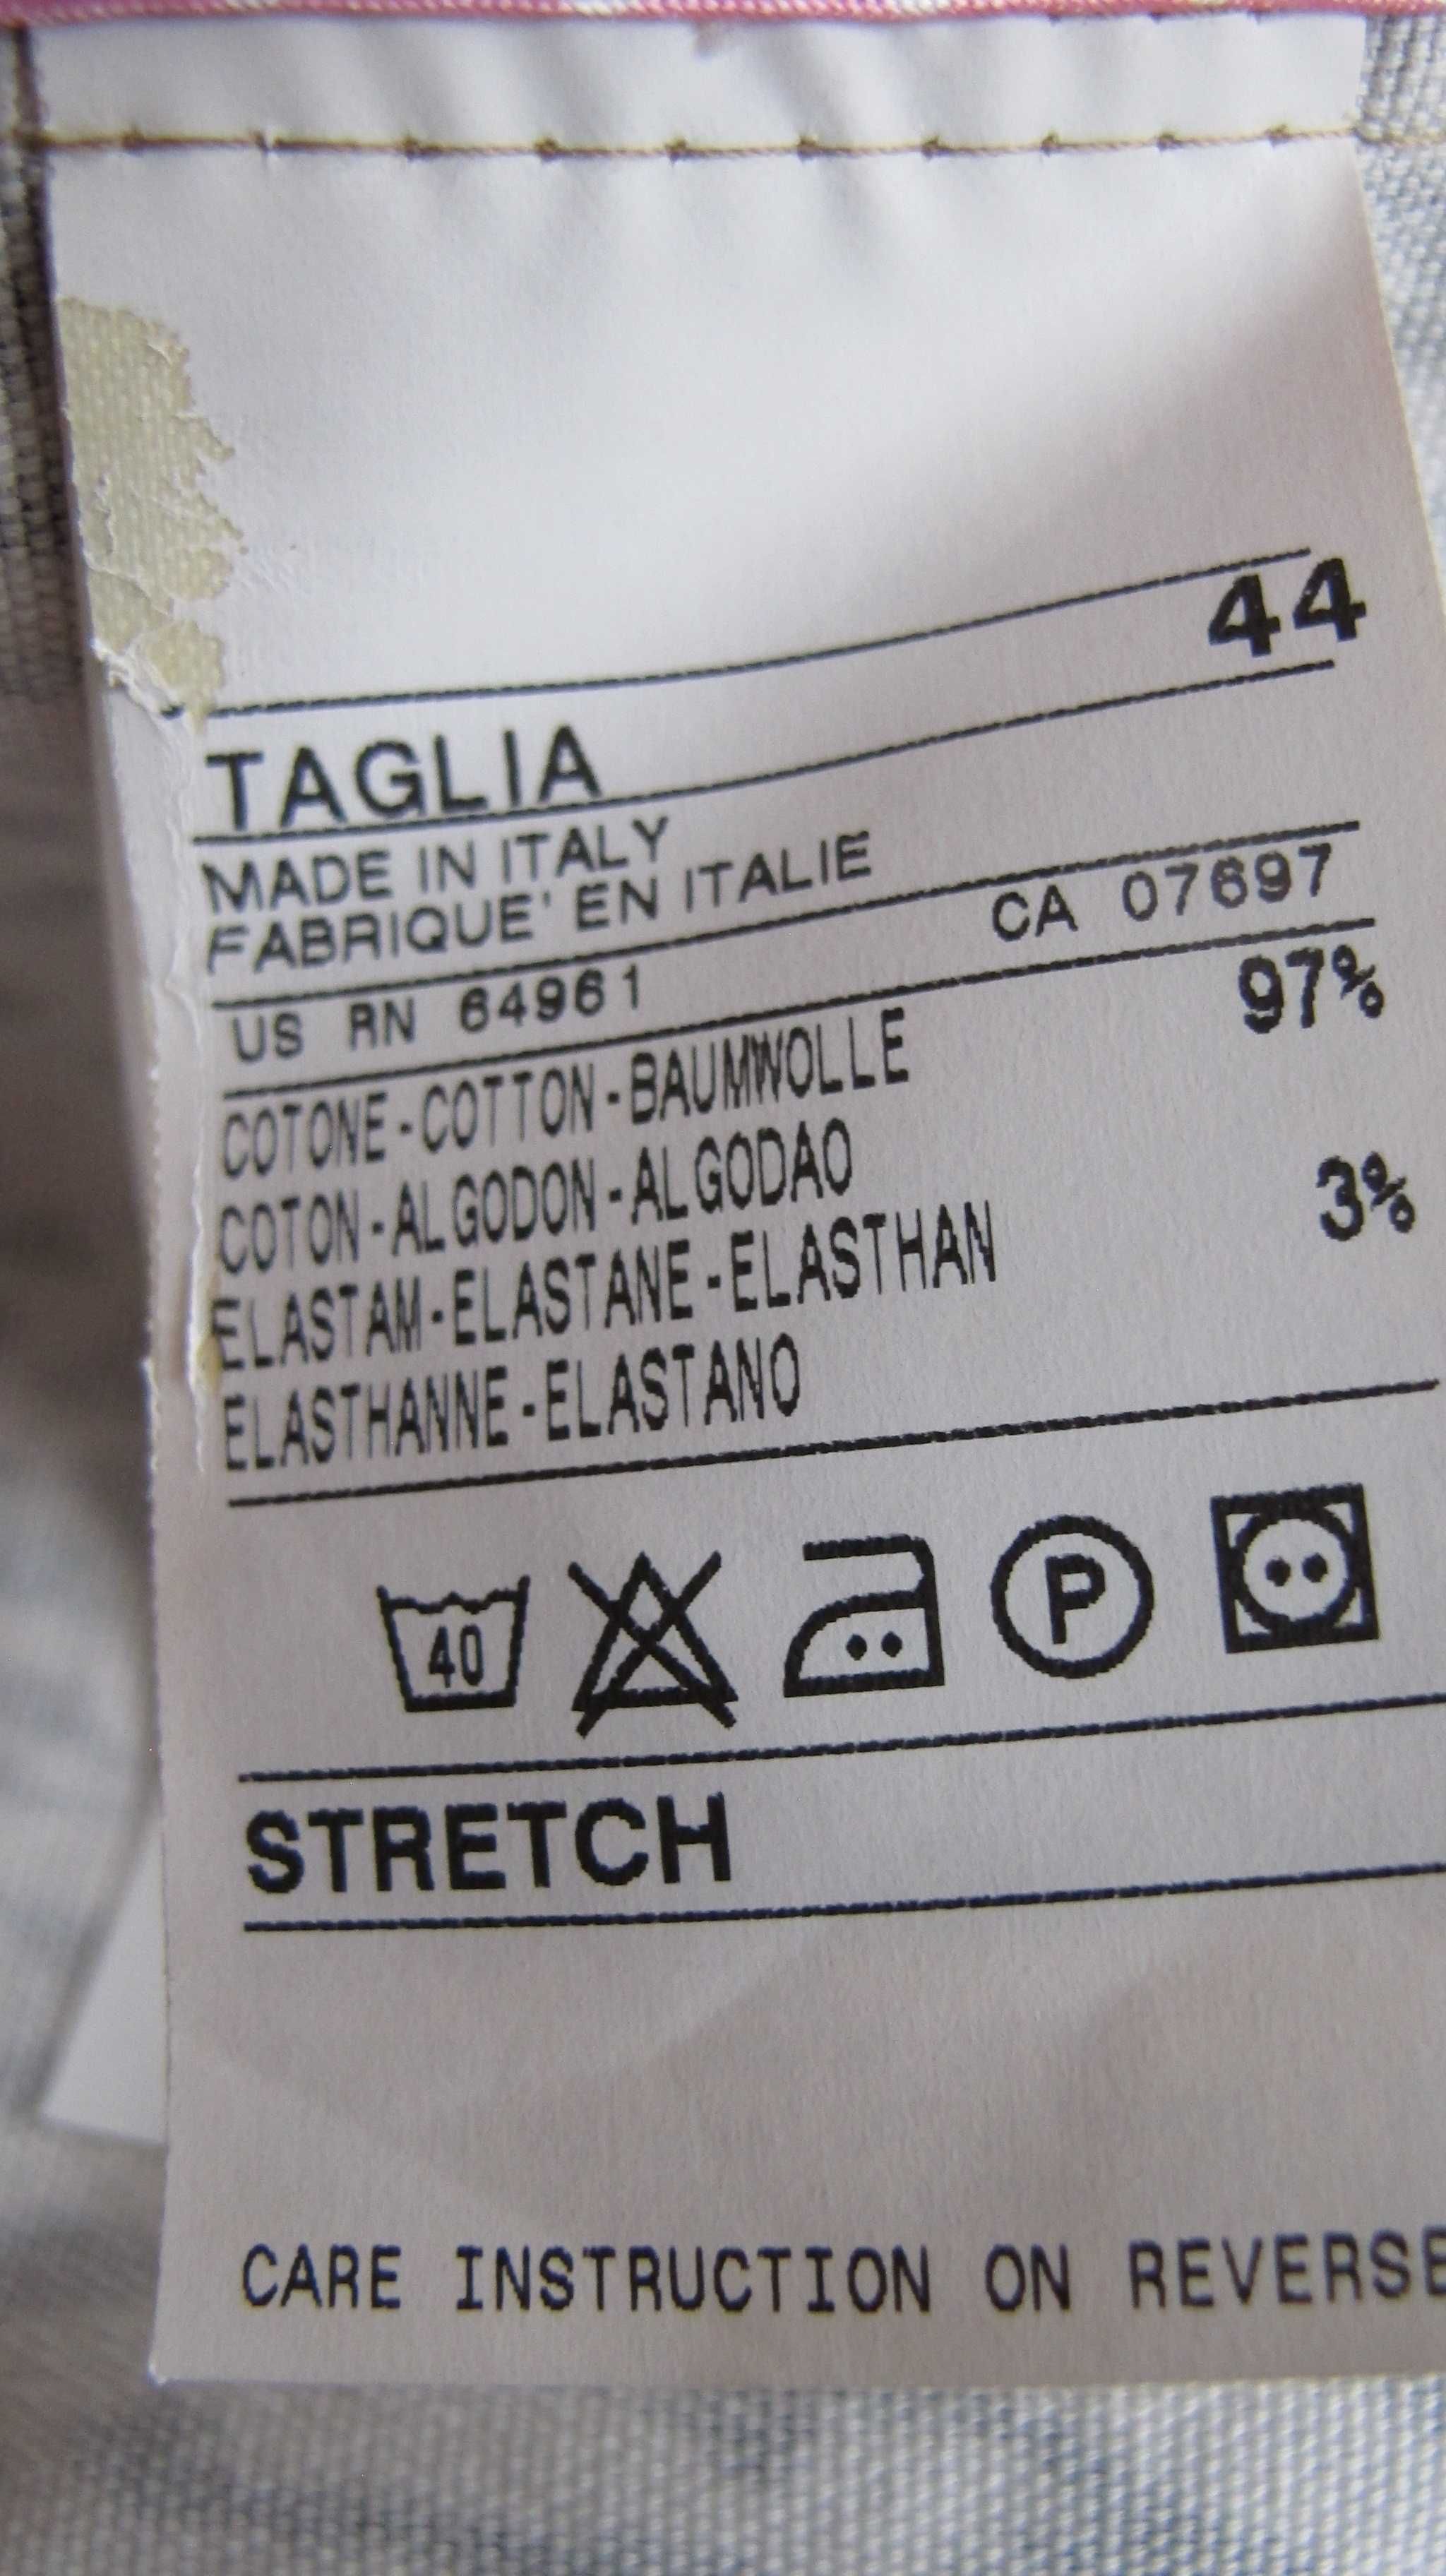 44
TAGLIA
MADE IN ITALY
FABRIQUE' EN ITALIE
US RN 64961 CA 07697
COTONE-COTTON-BAUMWOLLE 97%
COTON-ALGODON-ALGODAO
ELASTAM-ELASTANE-ELASTHAN 3%
ELASTHANNE-ELASTANO
40 P
STRETCH
CARE INSTRUCTION ON REVERSE